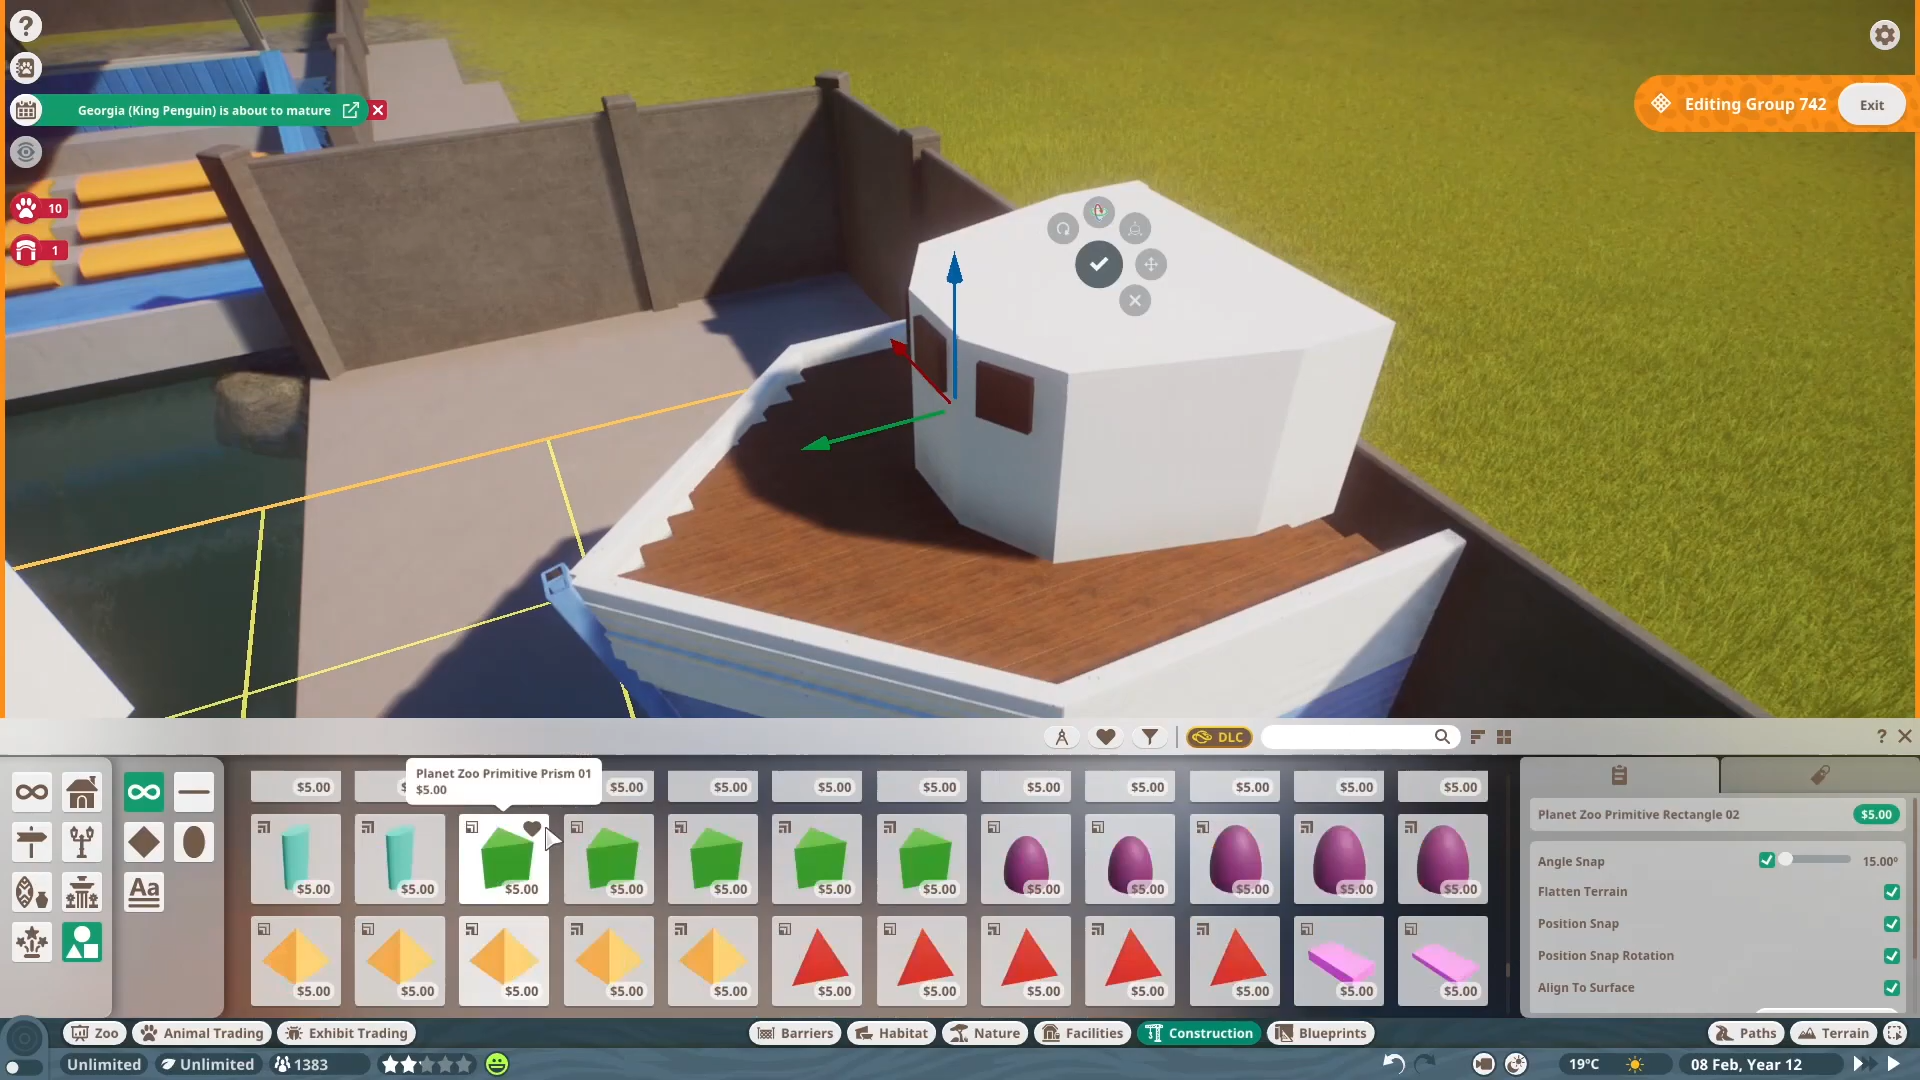 ?
Georgia (King Penguin) is about to mature
Editing Group 742
Exit
10
1
DLC
?
Planet Zoo Primitive Prism 01
$5.00
$5.00 $5.00 $5.00 $5.00 $5.00 $5.00 $5.00 $5.00 $5.00 $5.00
$5.00 $5.00 $5.00 $5.00 $5.00 $5.00 $5.00 $5.00 $5.00 $5.00 $5.00 $5.00
$5.00 $5.00 $5.00 $5.00 $5.00 $5.00 $5.00 $5.00 $5.00 $5.00 $5.00 $5.00
Aa
Planet Zoo Primitive Rectangle 02
$5.00
Angle Snap
15.00º
Flatten Terrain
Position Snap
Position Snap Rotation
Align To Surface
Zoo
Animal Trading
Exhibit Trading
Barriers
Habitat
Nature
Facilities
Construction
Blueprints
Paths
Terrain
Unlimited
Unlimited
1383
19ºC
08 Feb, Year 12